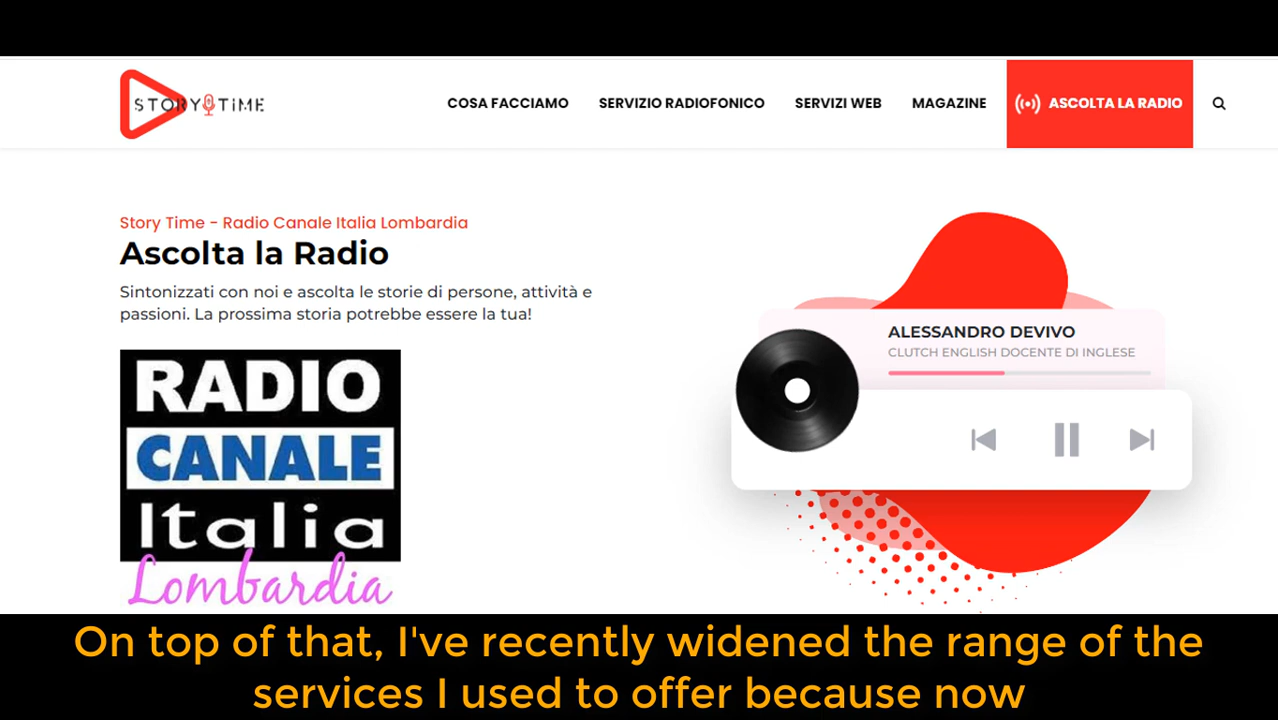 STORY TiME
COSA FACCIAMO
SERVIZIO RADIOFONICO
SERVIZI WEB
MAGAZINE
ASCOLTA LA RADIO
Story Time - Radio Canale Italia Lombardia
Ascolta la Radio
Sintonizzati con noi e ascolta le storie di persone, attività e
passioni. La prossima storia potrebbe essere la tua!
RADIO
CANALE
Italia
Lombardia
ALESSANDRO DEVIVO
CLUTCH ENGLISH DOCENTE DI INGLESE
On top of that, I've recently widened the range of the
services I used to offer because now